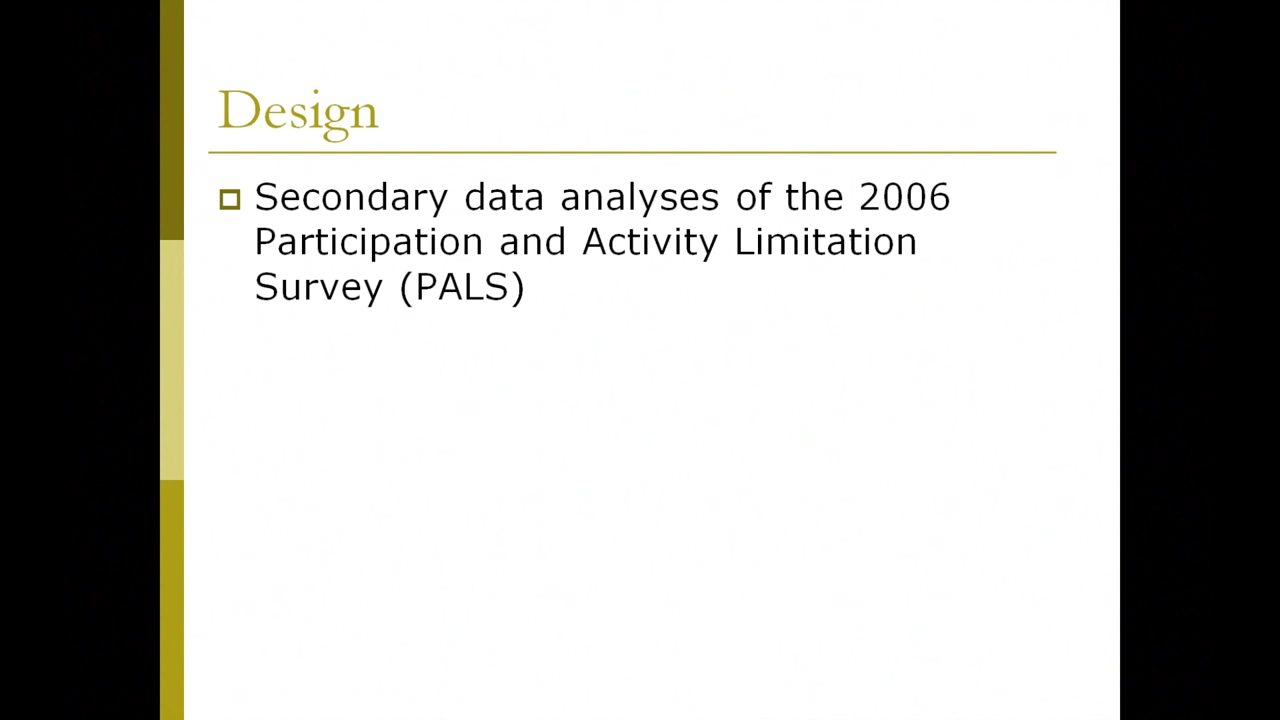 Design
Secondary data analyses of the 2006
Participation and Activity Limitation
Survey (PALS)